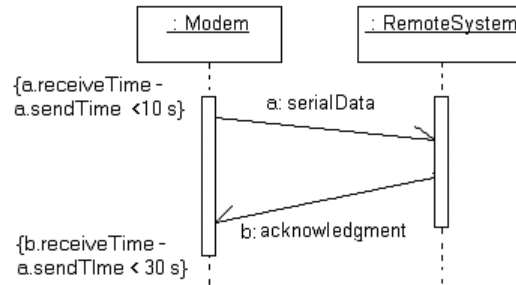 : Modem
: RemoteSystem
{a.receiveTime -
a.sendTime <10 s}
a: serialData
b: acknowledgment
{b.receiveTime -
a.sendTIme < 30 s}